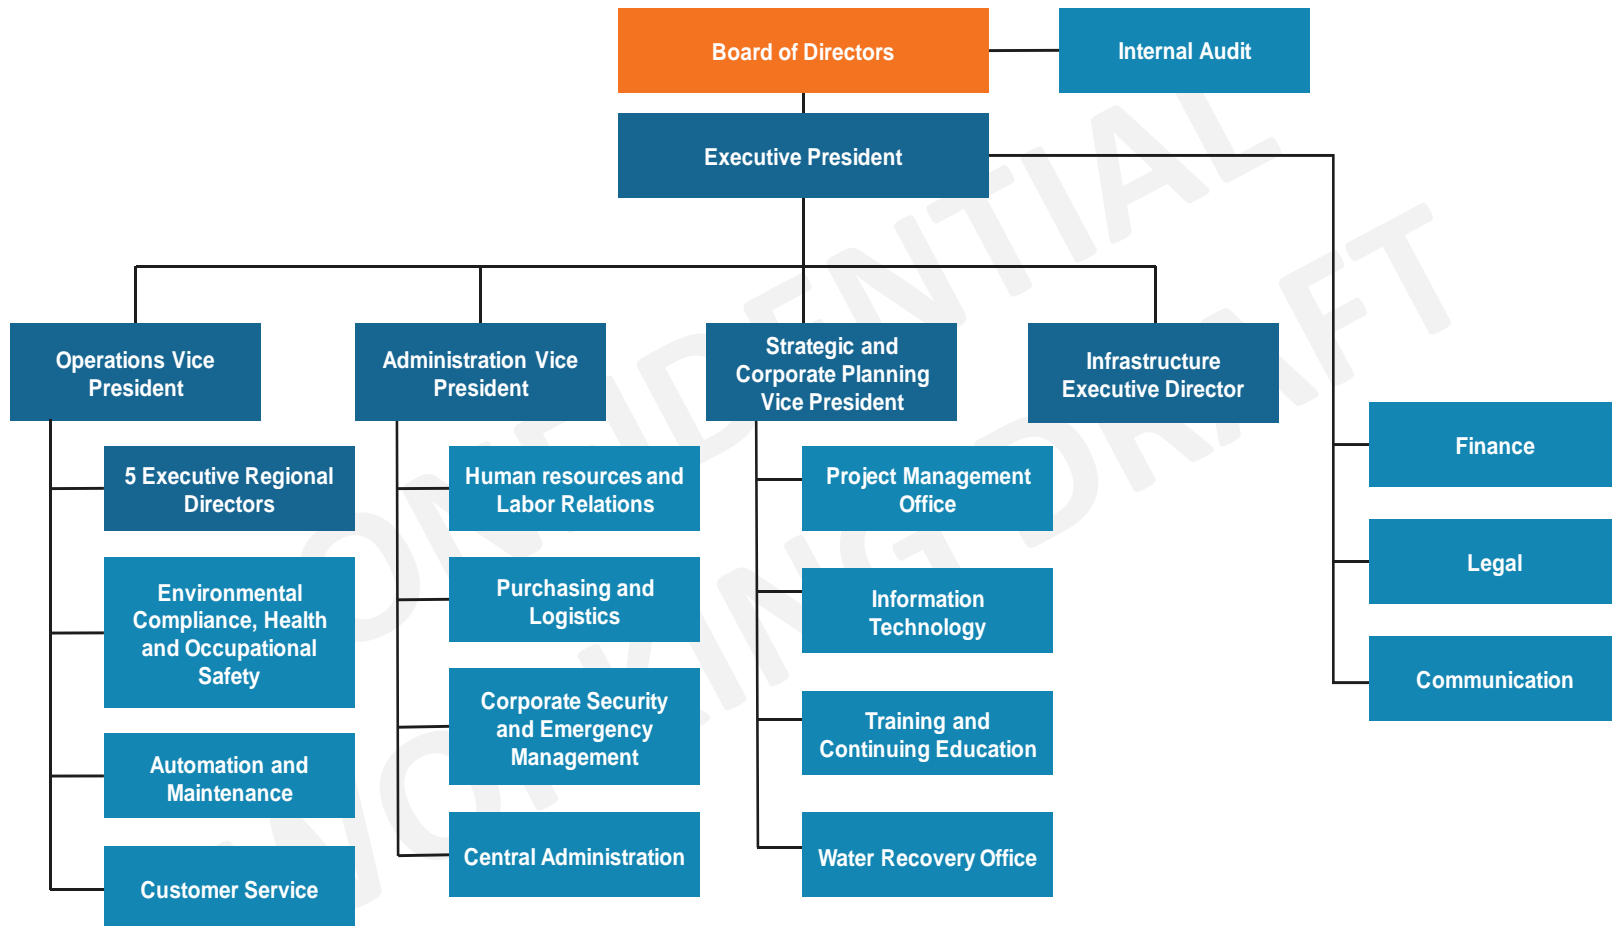 Board of Directors
Internal Audit
Executive President
Operations Vice
President
Administration Vice
President
Strategic and
Corporate Planning
Vice President
Infrastructure
Executive Director
5 Executive Regional
Directors
Environmental
Compliance, Health
and Occupational
Safety
Automation and
Maintenance
Customer Service
Human resources and
Labor Relations
Purchasing and
Logistics
Corporate Security
and Emergency
Management
Central Administration
Project Management
Office
Information
Technology
Training and
Continuing Education
Water Recovery Office
Finance
Legal
Communication
CONFIDENTIAL
WORKING DRAFT